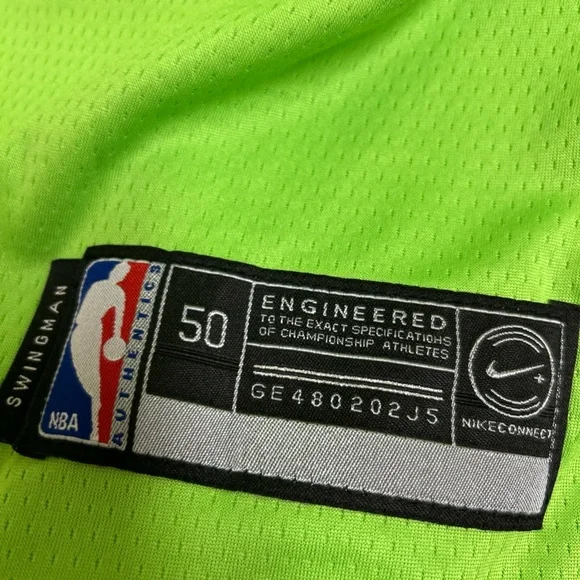 SWINGMAN
NBA
AUTHENTICS
50
ENGINEERED
TO THE EXACT SPECIFICATIONS
OF CHAMPIONSHIP ATHLETES
GE480202J5
NIKECONNECT